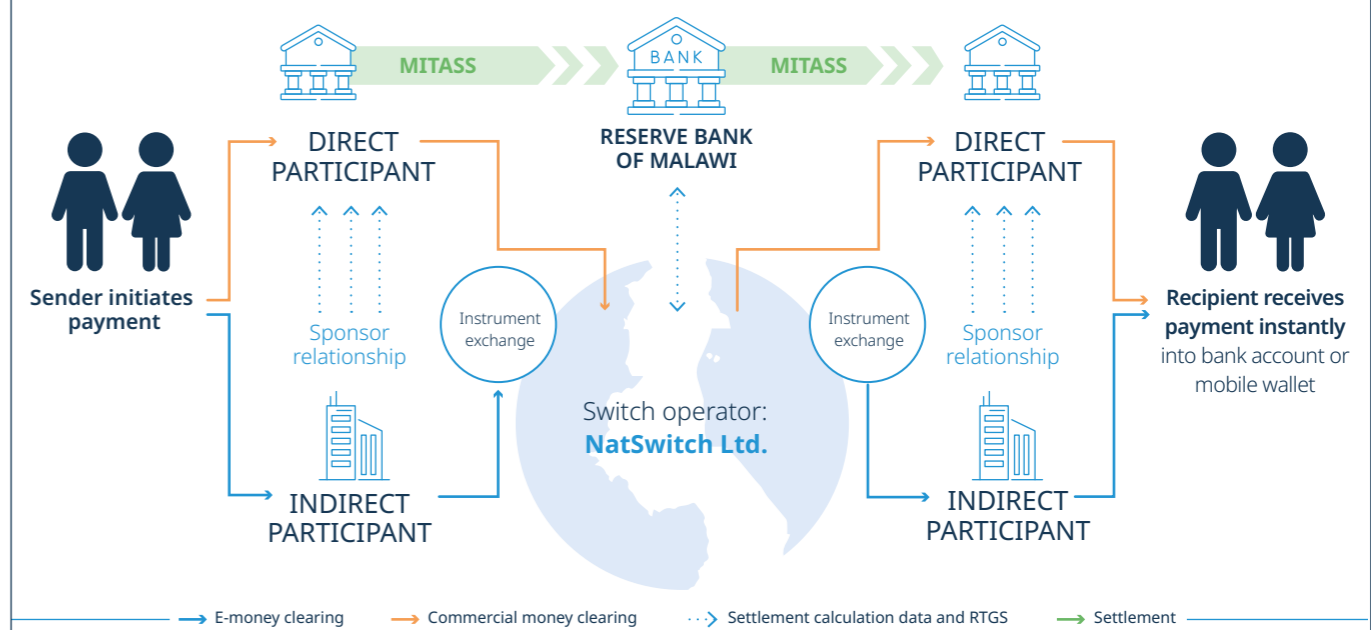 MITASS
BANK
MITASS
RESERVE BANK
OF MALAWI
DIRECT
PARTICIPANT
DIRECT
PARTICIPANT
Sender initiates
payment
Sponsor
relationship
Instrument
exchange
Instrument
exchange
Sponsor
relationship
Recipient receives
payment instantly
into bank account or
mobile wallet
Switch operator:
NatSwitch Ltd.
INDIRECT
PARTICIPANT
INDIRECT
PARTICIPANT
E-money clearing
Commercial money clearing
Settlement calculation data and RTGS
Settlement